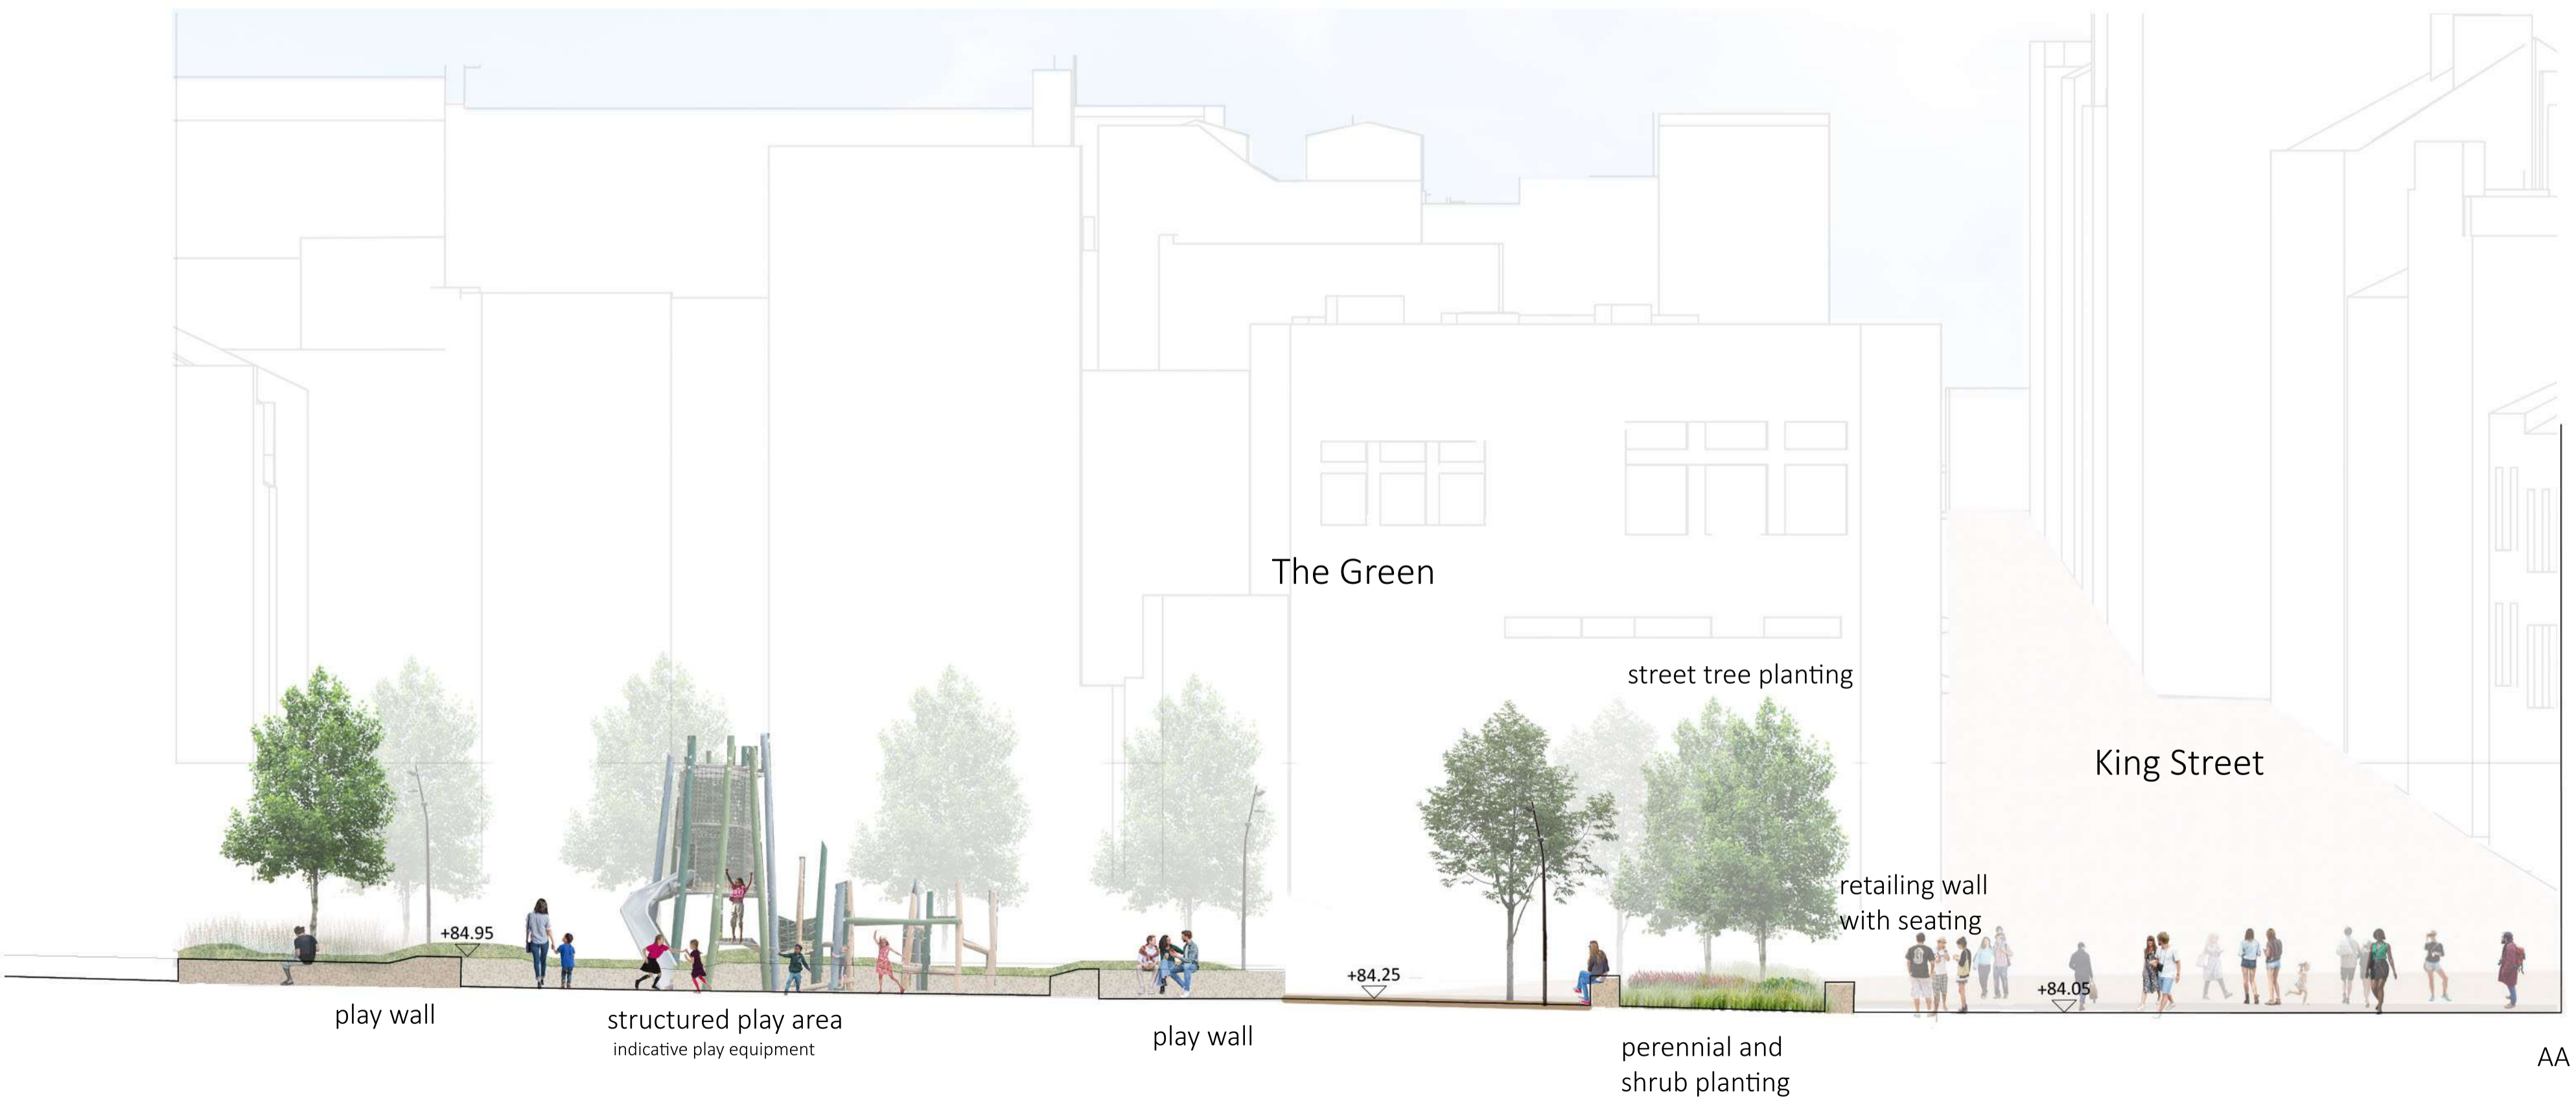 The Green
street tree planting
King Street
retailing wall
with seating
+84.95
+84.25
+84.05
play wall
structured play area
indicative play equipment
play wall
perennial and
shrub planting
AA